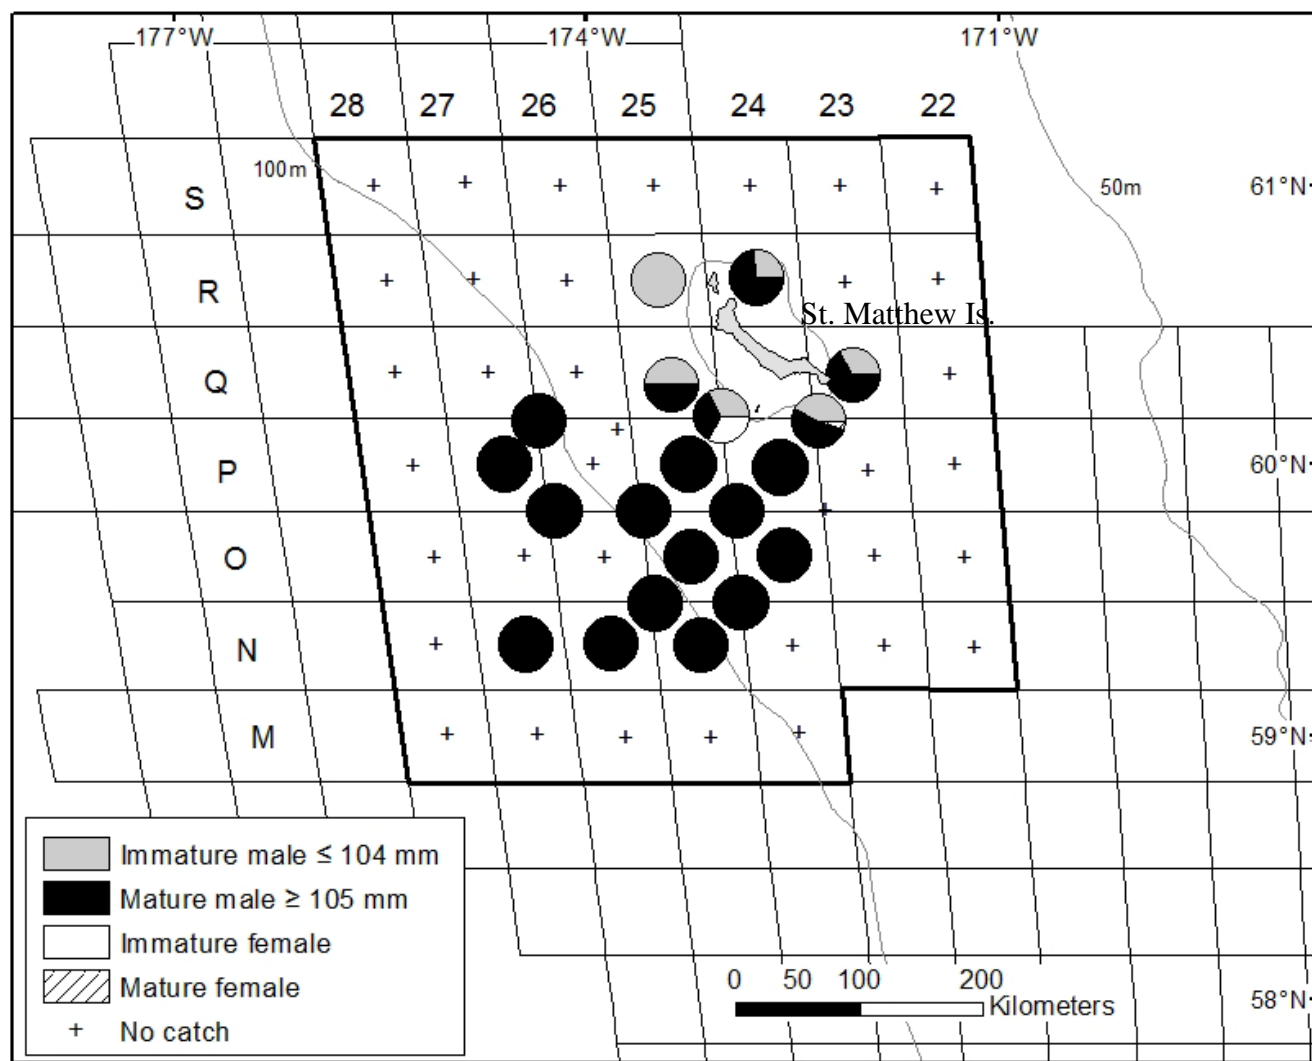 177°W 174°W 171°W
28 27 26 25 24 23 22
100m
50m
S 61°N
R
St. Matthew Is.
Q
P 60°N
O
N
M 59°N
Immature male ≤ 104 mm
Mature male ≥ 105 mm
Immature female
Mature female
+ No catch
0 50 100 200
Kilometers
58°N